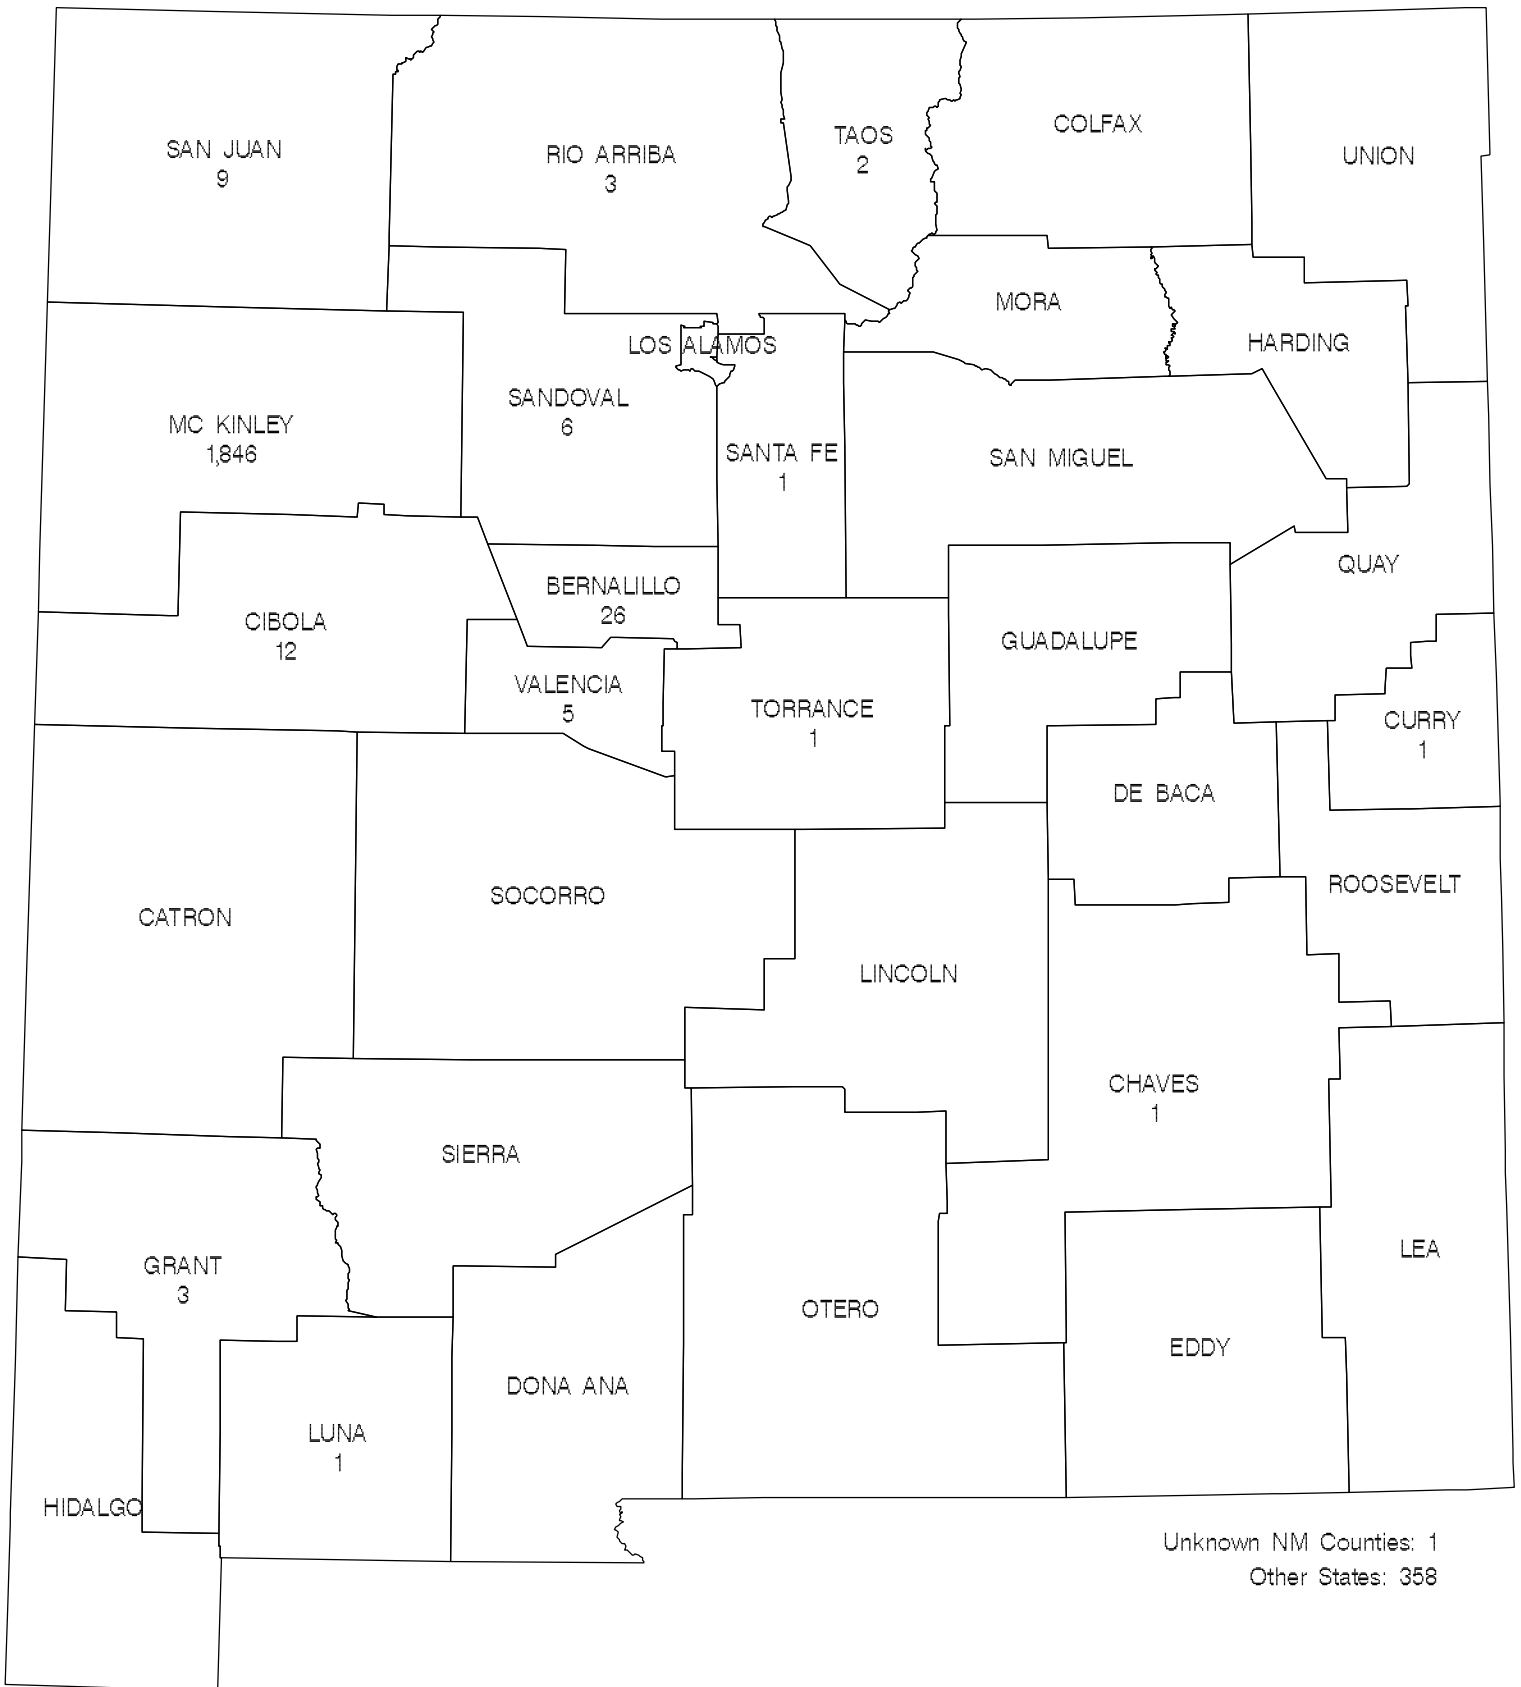 SAN JUAN
9
RIO ARRIBA
3
TAOS
2
COLFAX
UNION
MORA
HARDING
LOS ALAMOS
SANDOVAL
6
MC KINLEY
1,846
SANTA FE
1
SAN MIGUEL
QUAY
BERNALILLO
26
CIBOLA
12
GUADALUPE
VALENCIA
5
TORRANCE
1
CURRY
1
DE BACA
ROOSEVELT
SOCORRO
CATRON
LINCOLN
CHAVES
1
SIERRA
GRANT
3
LEA
OTERO
EDDY
DONA ANA
LUNA
1
HIDALGO
Unknown NM Counties: 1
Other States: 358